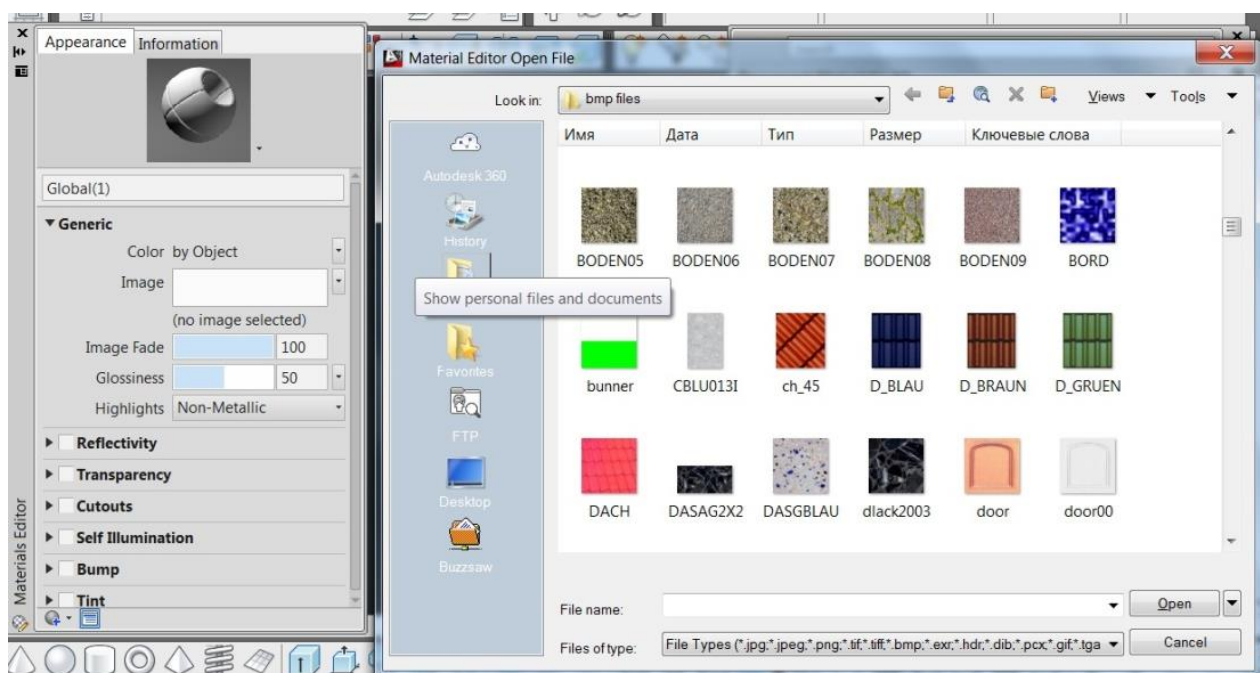 Appearance Information
Global(1)
Generic
Color by Object
Image
(no image selected)
Image Fade 100
Glossiness 50
Highlights Non-Metallic
Reflectivity
Transparency
Cutouts
Self Illumination
Bump
Tint
Materials Editor
Material Editor Open File
Look in: bmp files Views Tools
Autodesk 360
History
Show personal files and documents
Favorites
FTP
Desktop
Buzzsaw
Имя Дата Тип Размер Ключевые слова
BODEN05 BODEN06 BODEN07 BODEN08 BODEN09 BORD
bunner CBLU013I ch_45 D_BLAU D_BRAUN D_GRUEN
DACH DASAG2X2 DASGBLAU dlack2003 door door00
File name: Open
Files of type: File Types (*.jpg;*.jpeg;*.png;*.tif;*.tiff;*.bmp;*.exr;*.hdr;*.dib;*.pcx;*.gif;*.tga Cancel